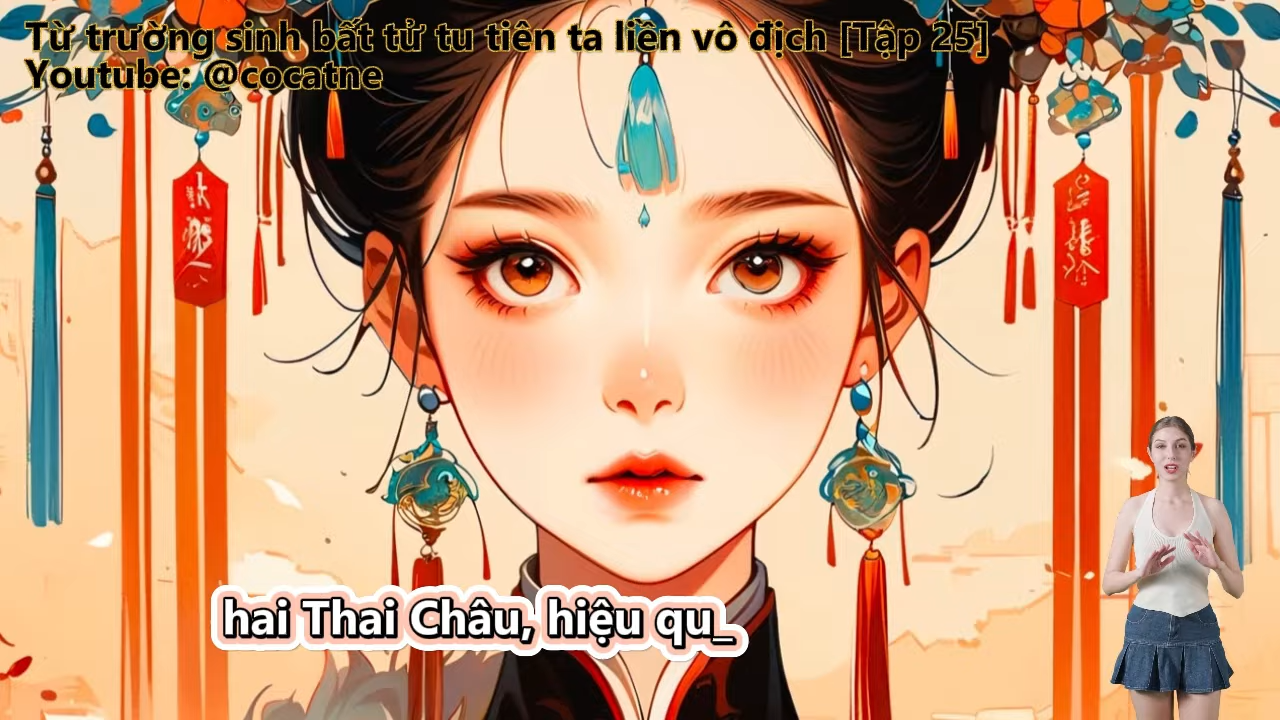 Từ trường sinh bất tử tu tiên ta liền vô địch [Tập 25]
Youtube: @cocatne
hai Thai Châu, hiệu qu_